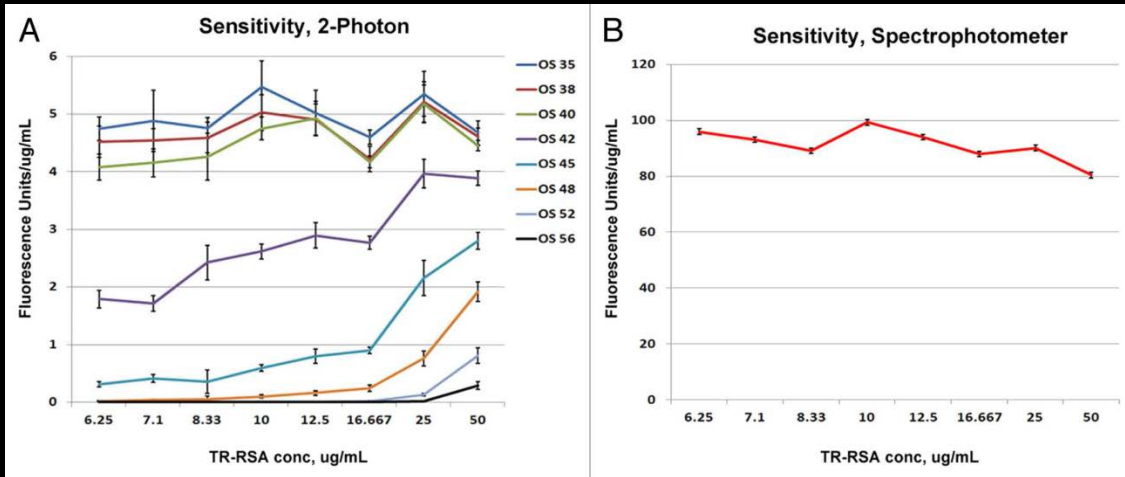 A
Sensitivity, 2-Photon
Fluorescence Units/ug/mL
6
5
4
3
2
1
0
6.25 7.1 8.33 10 12.5 16.667 25 50
TR-RSA conc, ug/mL
OS 35
OS 38
OS 40
OS 42
OS 45
OS 48
OS 52
OS 56
B
Sensitivity, Spectrophotometer
Fluorescence Units/ug/mL
120
100
80
60
40
20
0
6.25 7.1 8.33 10 12.5 16.667 25 50
TR-RSA conc, ug/mL